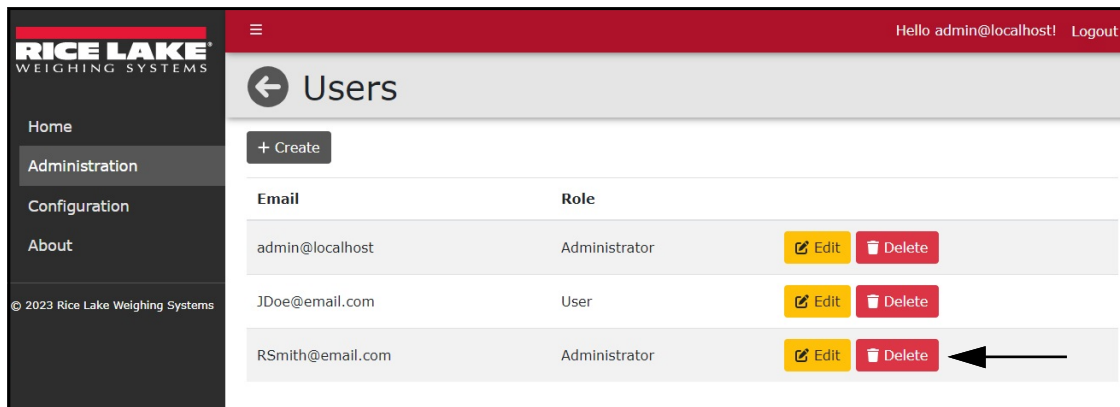 RICE LAKE®
WEIGHING SYSTEMS
Home
Administration
Configuration
About
© 2023 Rice Lake Weighing Systems
Hello admin@localhost! Logout
Users
+ Create
Email Role
admin@localhost Administrator Edit Delete
JDoe@email.com User Edit Delete
RSmith@email.com Administrator Edit Delete